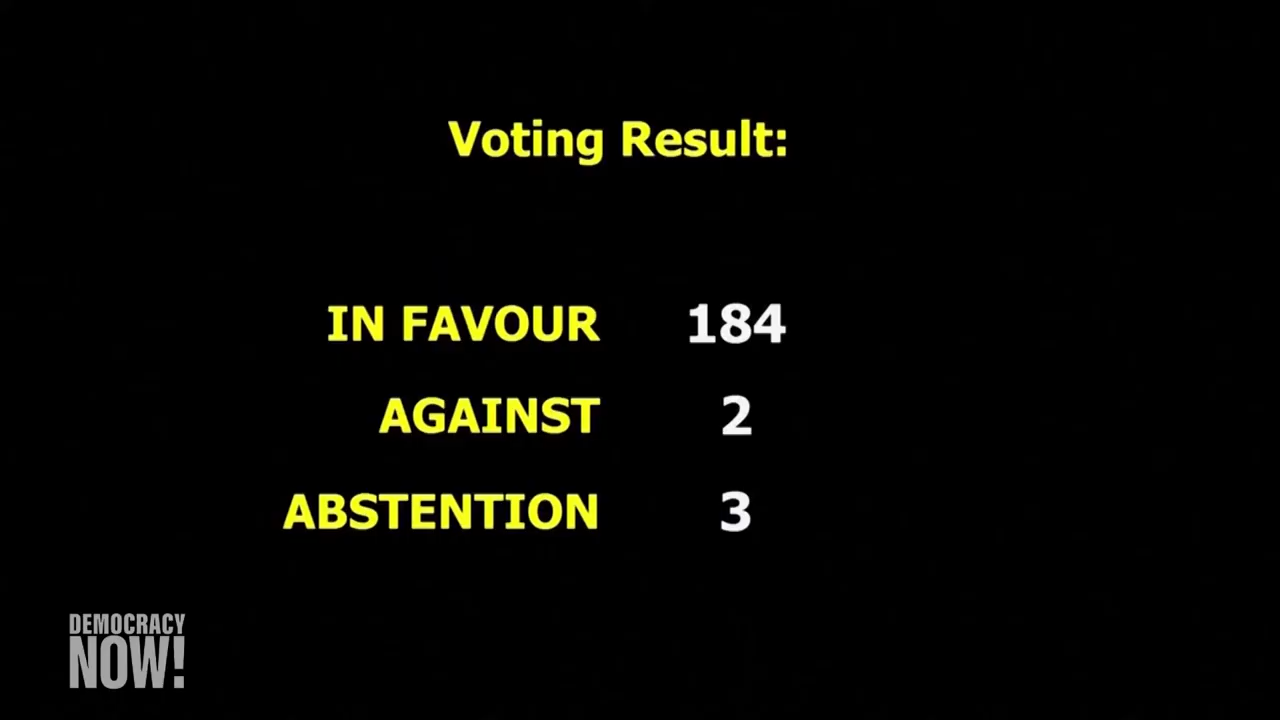 Voting Result:
IN FAVOUR 184
AGAINST 2
ABSTENTION 3
DEMOCRACY
NOW!